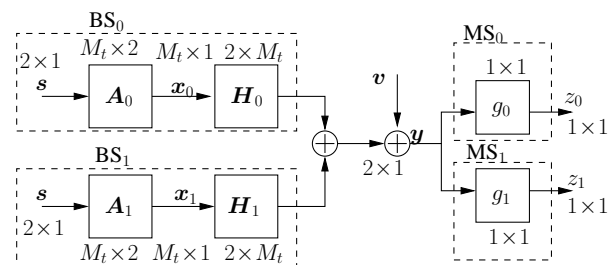 BS₀
2×1 M_t×2 M_t×1 2×M_t
s A₀ x₀ H₀
v
y
2×1
MS₀
1×1
g₀ z₀
1×1
BS₁
s A₁ x₁ H₁
2×1
M_t×2 M_t×1 2×M_t
MS₁
g₁ z₁
1×1
1×1